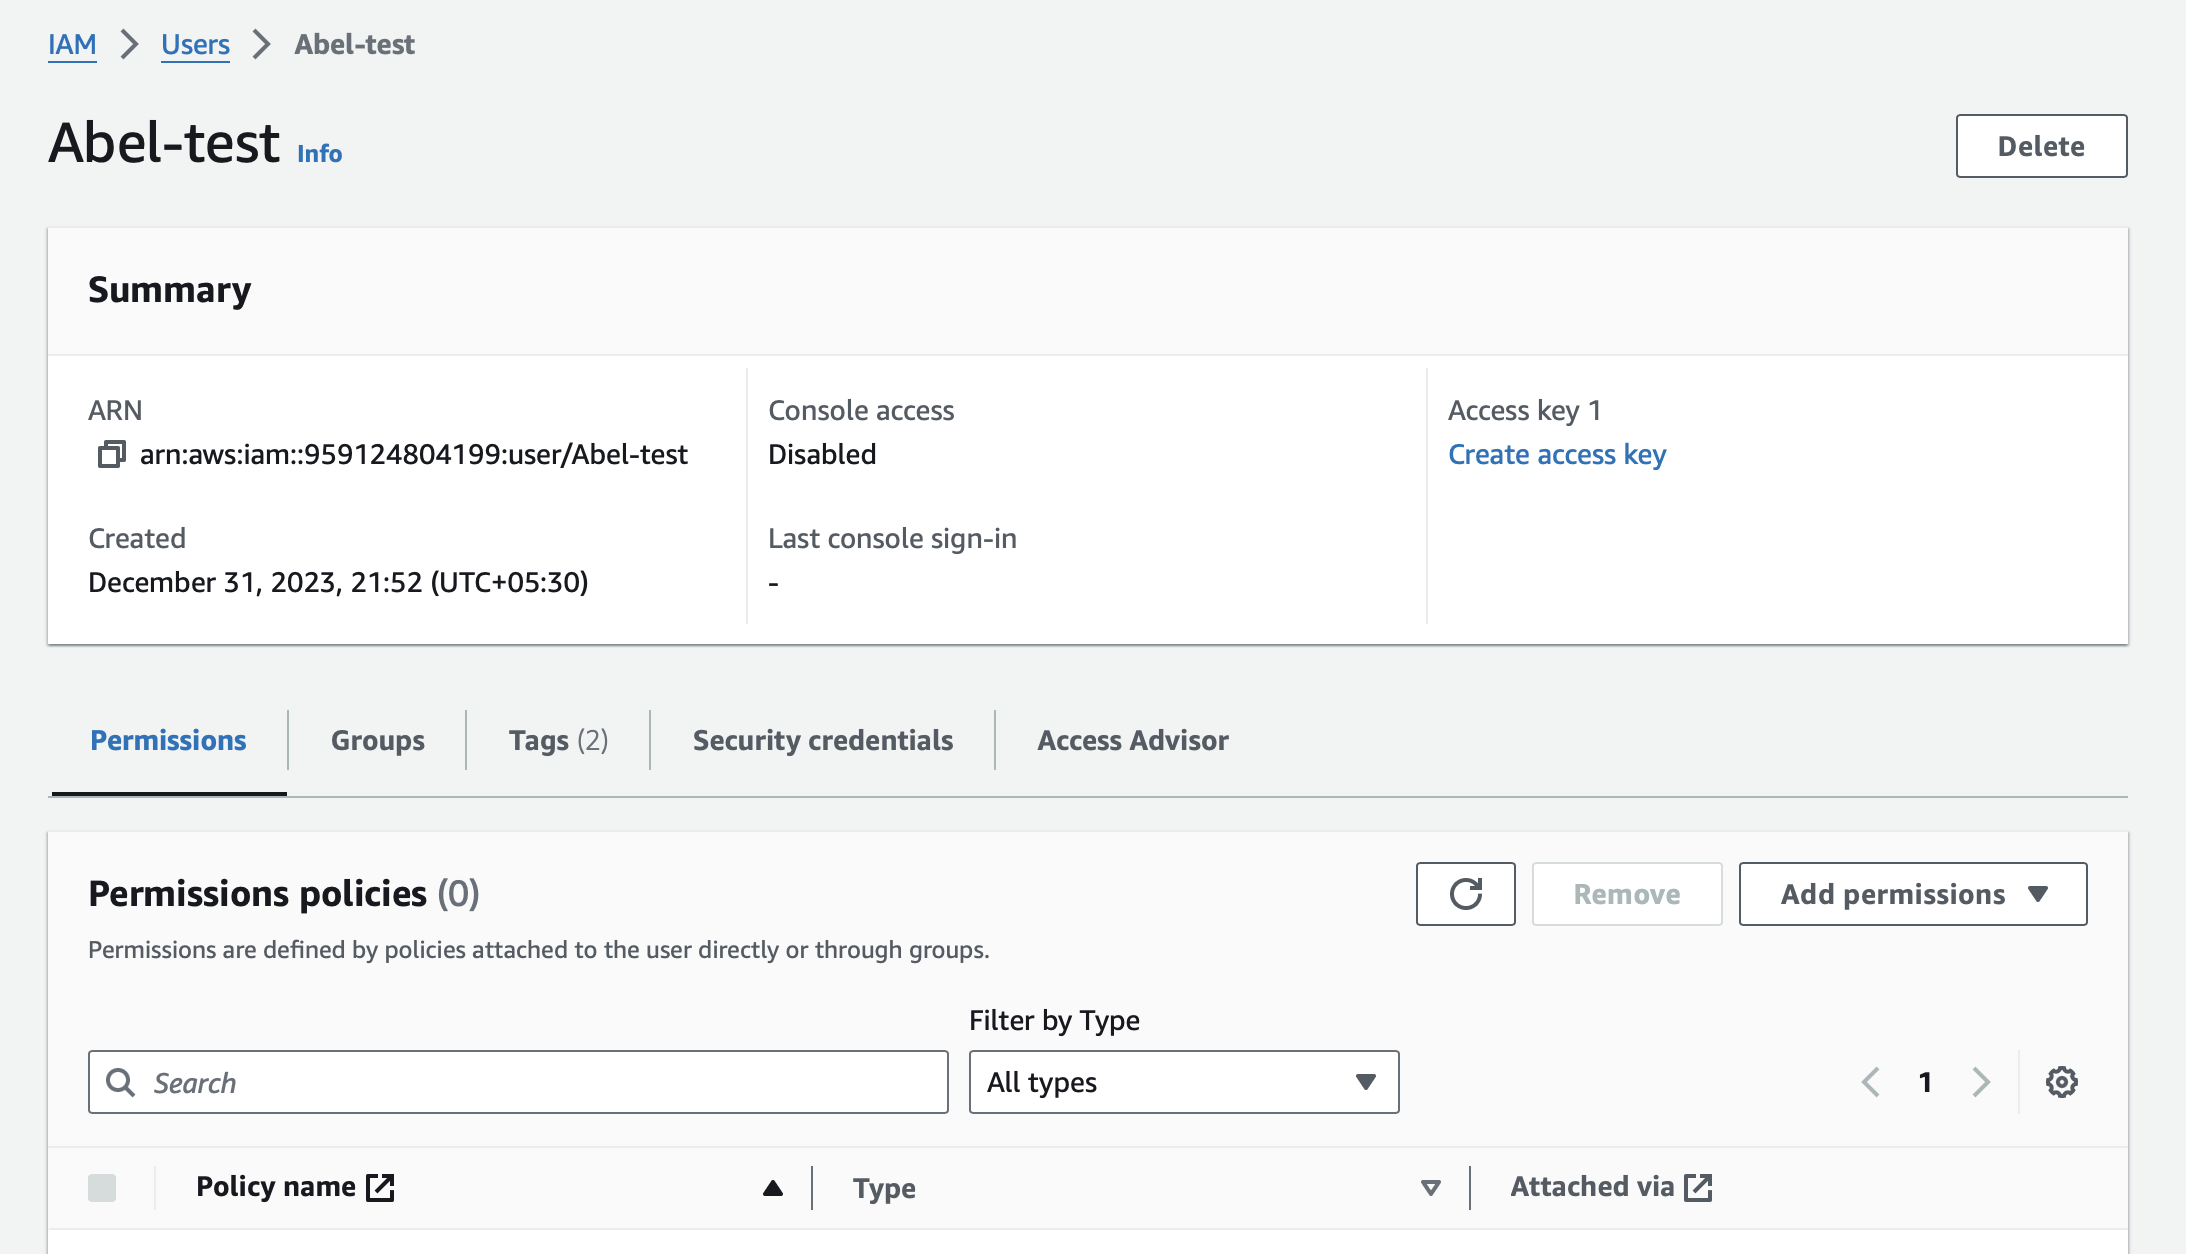 IAM > Users > Abel-test
Abel-test Info
Delete
Summary
ARN
arn:aws:iam::959124804199:user/Abel-test
Created
December 31, 2023, 21:52 (UTC+05:30)
Console access
Disabled
Last console sign-in
-
Access key 1
Create access key
Permissions
Groups
Tags (2)
Security credentials
Access Advisor
Permissions policies (0)
Remove
Add permissions
Permissions are defined by policies attached to the user directly or through groups.
Filter by Type
Search
All types
1
Policy name
Type
Attached via